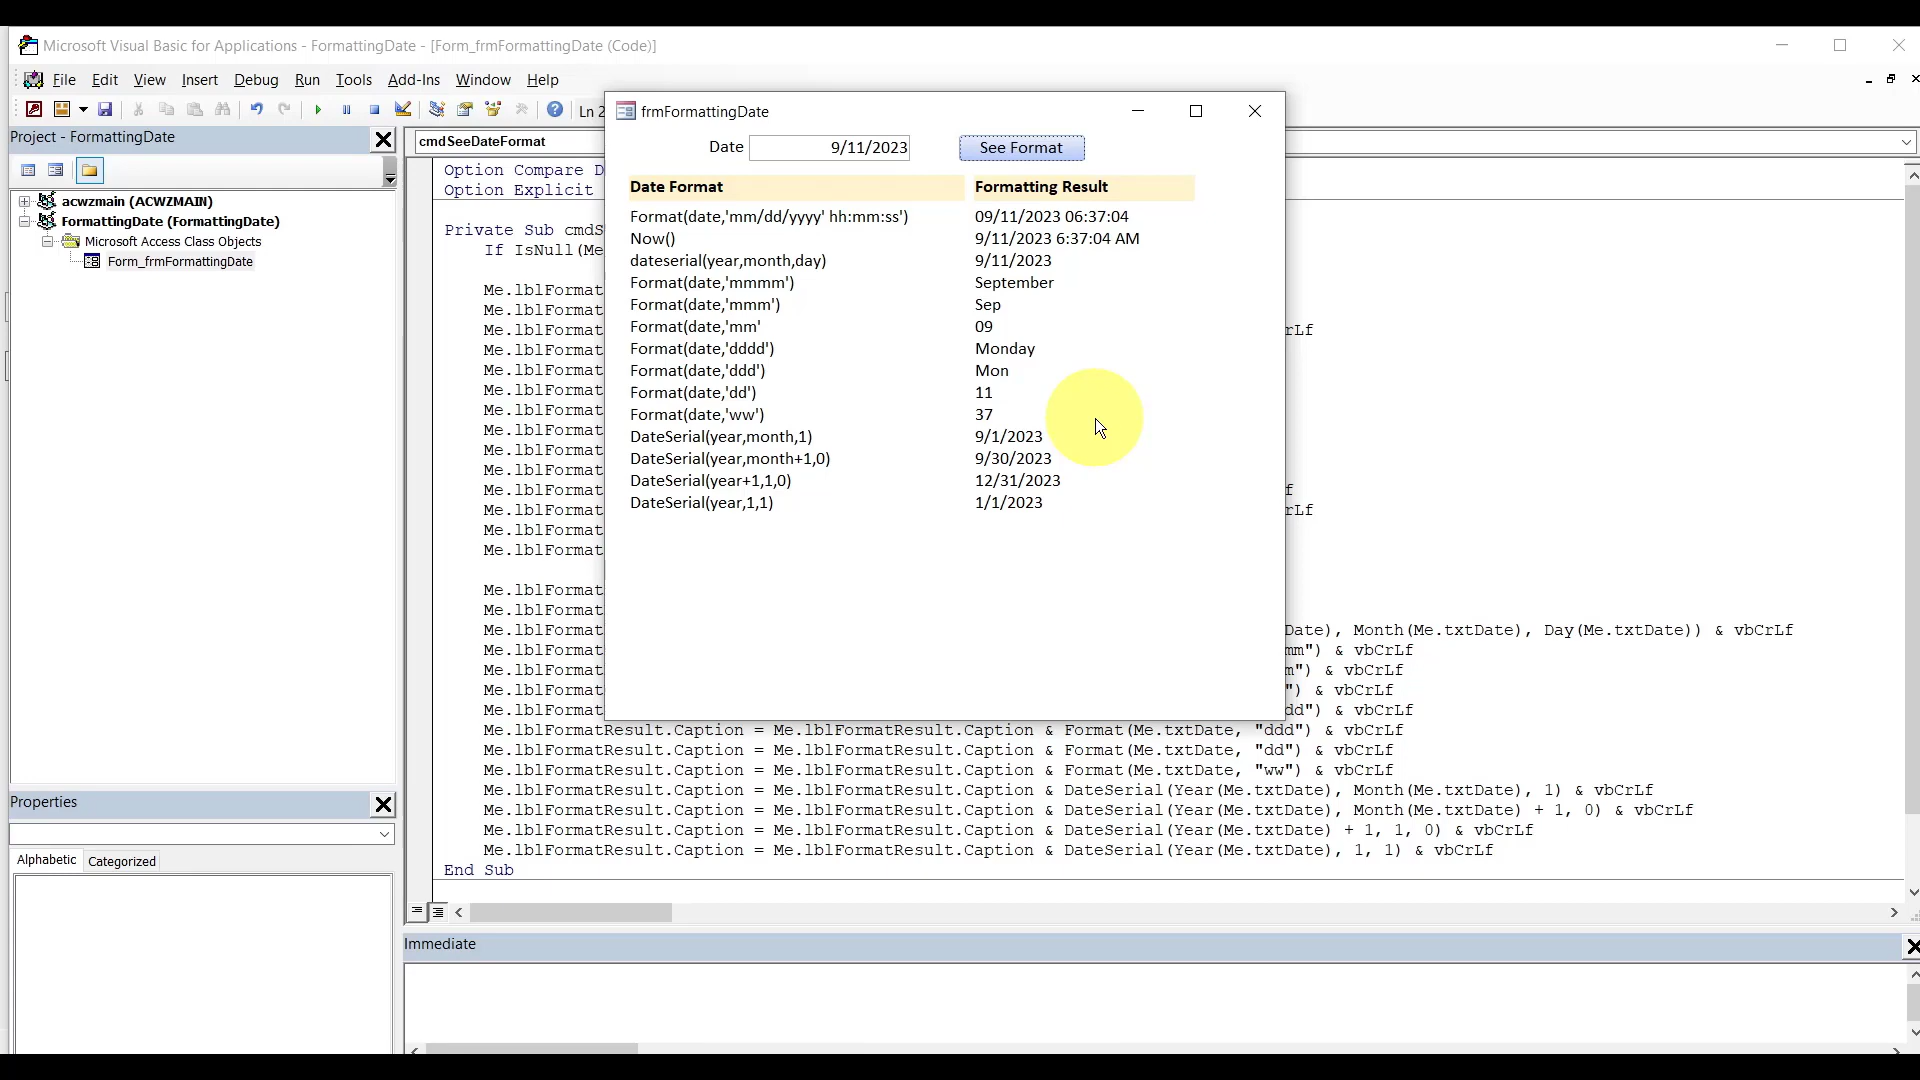 Microsoft Visual Basic for Applications - FormattingDate - [Form_frmFormattingDate (Code)]
File Edit View Insert Debug Run Tools Add-Ins Window Help
Ln 2
Project - FormattingDate
acwzmain (ACWZMAIN)
FormattingDate (FormattingDate)
Microsoft Access Class Objects
Form_frmFormattingDate
Properties
Alphabetic Categorized
cmdSeeDateFormat
Option Compare D
Option Explicit
Private Sub cmdS
If IsNull(Me
Me.lblFormat
Me.lblFormat
Me.lblFormat rLf
Me.lblFormat
Me.lblFormat
Me.lblFormat
Me.lblFormat
Me.lblFormat
Me.lblFormat
Me.lblFormat
Me.lblFormat f
Me.lblFormat rLf
Me.lblFormat
Me.lblFormat
Me.lblFormat
Me.lblFormat
Me.lblFormat Date), Month(Me.txtDate), Day(Me.txtDate)) & vbCrLf
Me.lblFormat mm") & vbCrLf
Me.lblFormat m") & vbCrLf
Me.lblFormat ") & vbCrLf
Me.lblFormat dd") & vbCrLf
Me.lblFormatResult.Caption = Me.lblFormatResult.Caption & Format(Me.txtDate, "ddd") & vbCrLf
Me.lblFormatResult.Caption = Me.lblFormatResult.Caption & Format(Me.txtDate, "dd") & vbCrLf
Me.lblFormatResult.Caption = Me.lblFormatResult.Caption & Format(Me.txtDate, "ww") & vbCrLf
Me.lblFormatResult.Caption = Me.lblFormatResult.Caption & DateSerial(Year(Me.txtDate), Month(Me.txtDate), 1) & vbCrLf
Me.lblFormatResult.Caption = Me.lblFormatResult.Caption & DateSerial(Year(Me.txtDate), Month(Me.txtDate) + 1, 0) & vbCrLf
Me.lblFormatResult.Caption = Me.lblFormatResult.Caption & DateSerial(Year(Me.txtDate) + 1, 1, 0) & vbCrLf
Me.lblFormatResult.Caption = Me.lblFormatResult.Caption & DateSerial(Year(Me.txtDate), 1, 1) & vbCrLf
End Sub
Immediate
frmFormattingDate
Date 9/11/2023 See Format
Date Format Formatting Result
Format(date,'mm/dd/yyyy' hh:mm:ss') 09/11/2023 06:37:04
Now() 9/11/2023 6:37:04 AM
dateserial(year,month,day) 9/11/2023
Format(date,'mmmm') September
Format(date,'mmm') Sep
Format(date,'mm' 09
Format(date,'dddd') Monday
Format(date,'ddd') Mon
Format(date,'dd') 11
Format(date,'ww') 37
DateSerial(year,month,1) 9/1/2023
DateSerial(year,month+1,0) 9/30/2023
DateSerial(year+1,1,0) 12/31/2023
DateSerial(year,1,1) 1/1/2023